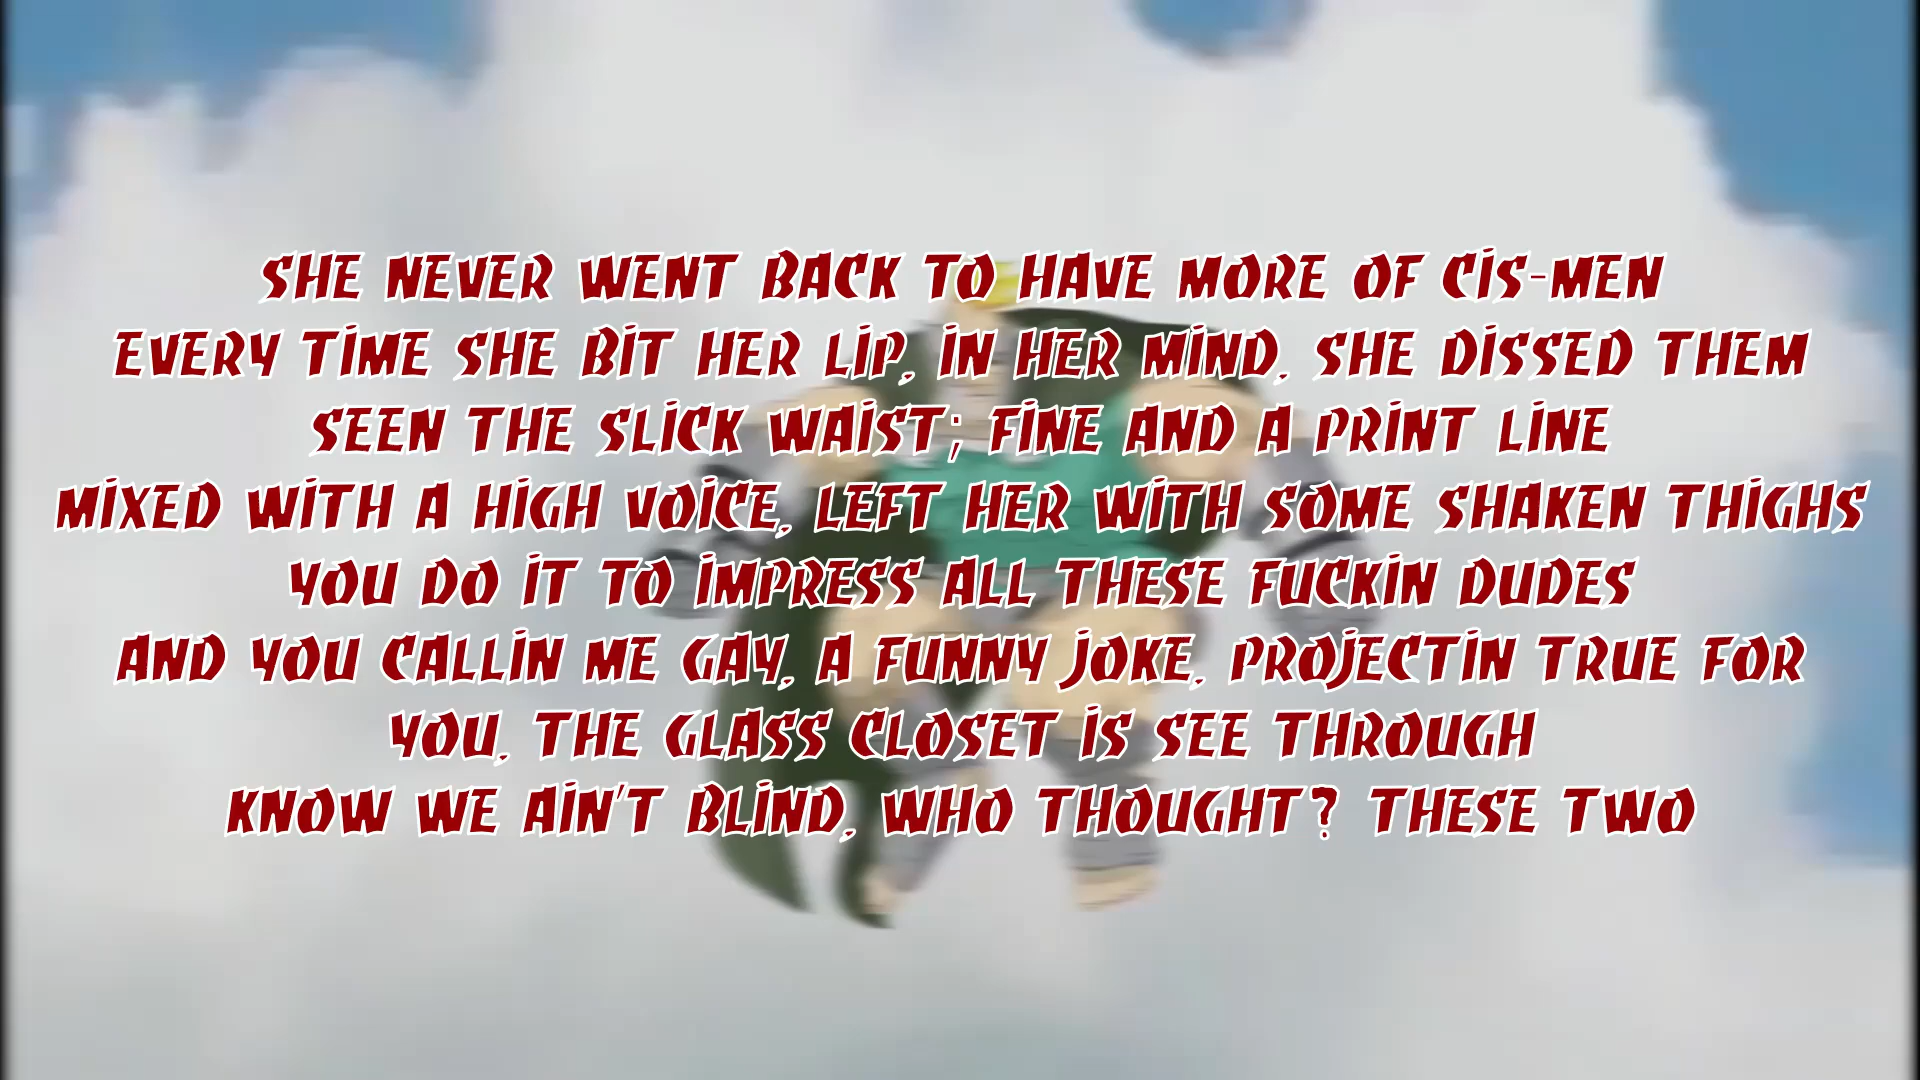 SHE NEVER WENT BACK TO HAVE MORE OF CIS-MEN
EVERY TIME SHE BIT HER LIP, IN HER MIND, SHE DISSED THEM
SEEN THE SLICK WAIST; FINE AND A PRINT LINE
MIXED WITH A HIGH VOICE, LEFT HER WITH SOME SHAKEN THIGHS
YOU DO IT TO IMPRESS ALL THESE FUCKIN DUDES
AND YOU CALLIN ME GAY, A FUNNY JOKE, PROJECTIN TRUE FOR
YOU, THE GLASS CLOSET IS SEE THROUGH
KNOW WE AIN'T BLIND, WHO THOUGHT? THESE TWO